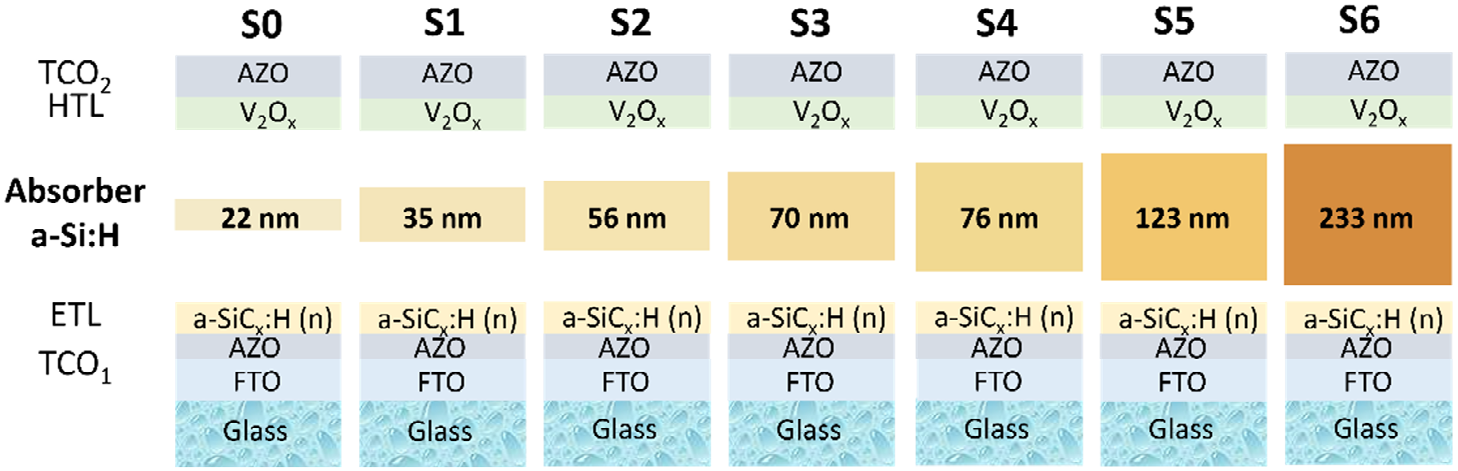 S0 S1 S2 S3 S4 S5 S6
TCO₂ AZO AZO AZO AZO AZO AZO AZO
HTL V₂Oₓ V₂Oₓ V₂Oₓ V₂Oₓ V₂Oₓ V₂Oₓ V₂Oₓ
Absorber
a-Si:H
22 nm 35 nm 56 nm 70 nm 76 nm 123 nm 233 nm
ETL a-SiCₓ:H (n) a-SiCₓ:H (n) a-SiCₓ:H (n) a-SiCₓ:H (n) a-SiCₓ:H (n) a-SiCₓ:H (n) a-SiCₓ:H (n)
TCO₁ AZO AZO AZO AZO AZO AZO AZO
FTO FTO FTO FTO FTO FTO FTO
Glass Glass Glass Glass Glass Glass Glass